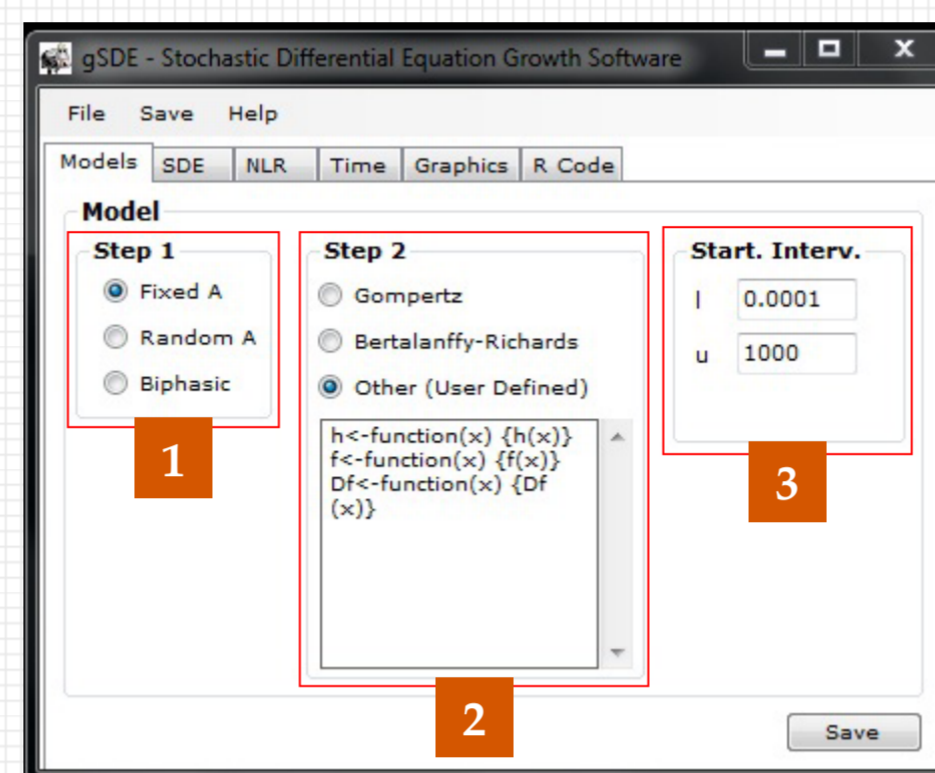 gSDE - Stochastic Differential Equation Growth Software
File Save Help
Models SDE NLR Time Graphics R Code
Model
Step 1
Fixed A
Random A
Biphasic
1
Step 2
Gompertz
Bertalanffy-Richards
Other (User Defined)
h<-function(x) {h(x)}
f<-function(x) {f(x)}
Df<-function(x) {Df
(x)}
2
Start. Interv.
l 0.0001
u 1000
3
Save